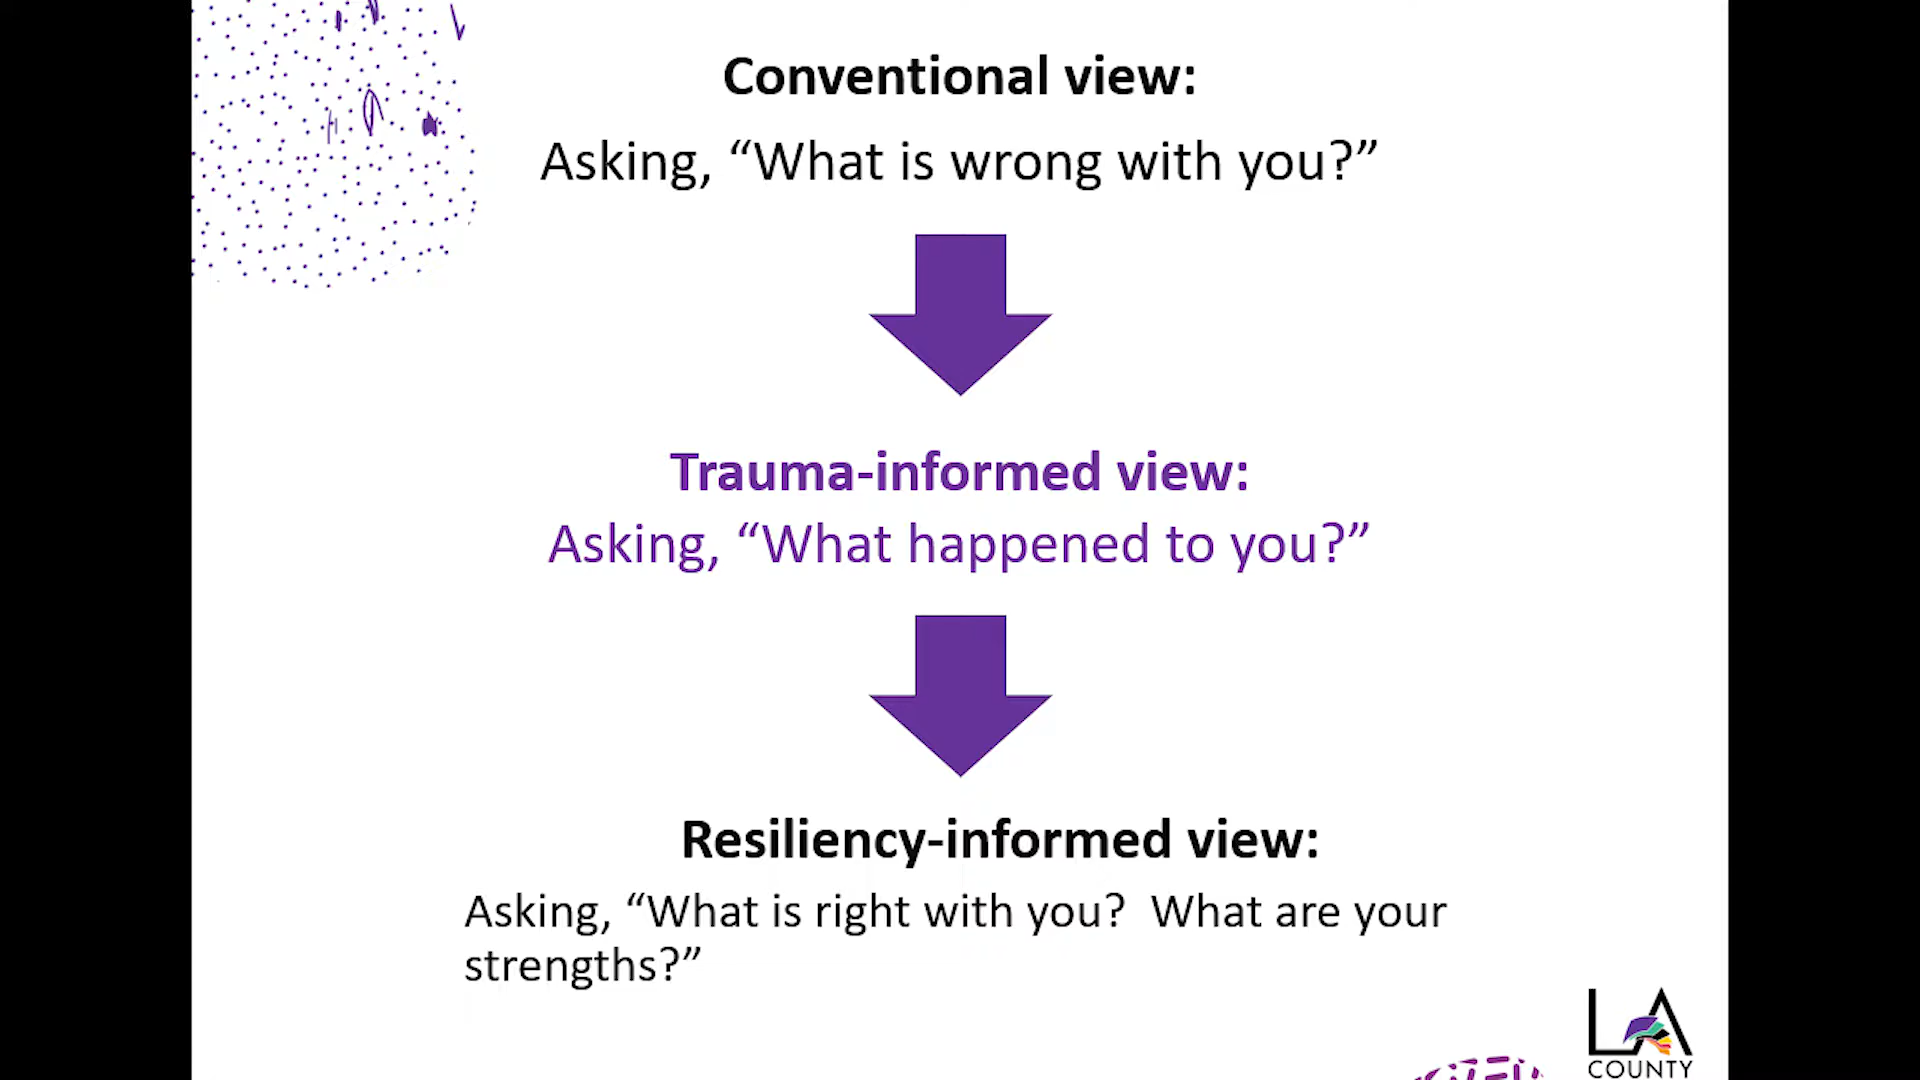 Conventional view:
Asking, “What is wrong with you?”
Trauma-informed view:
Asking, “What happened to you?”
Resiliency-informed view:
Asking, “What is right with you?  What are your
strengths?”
LA
COUNTY